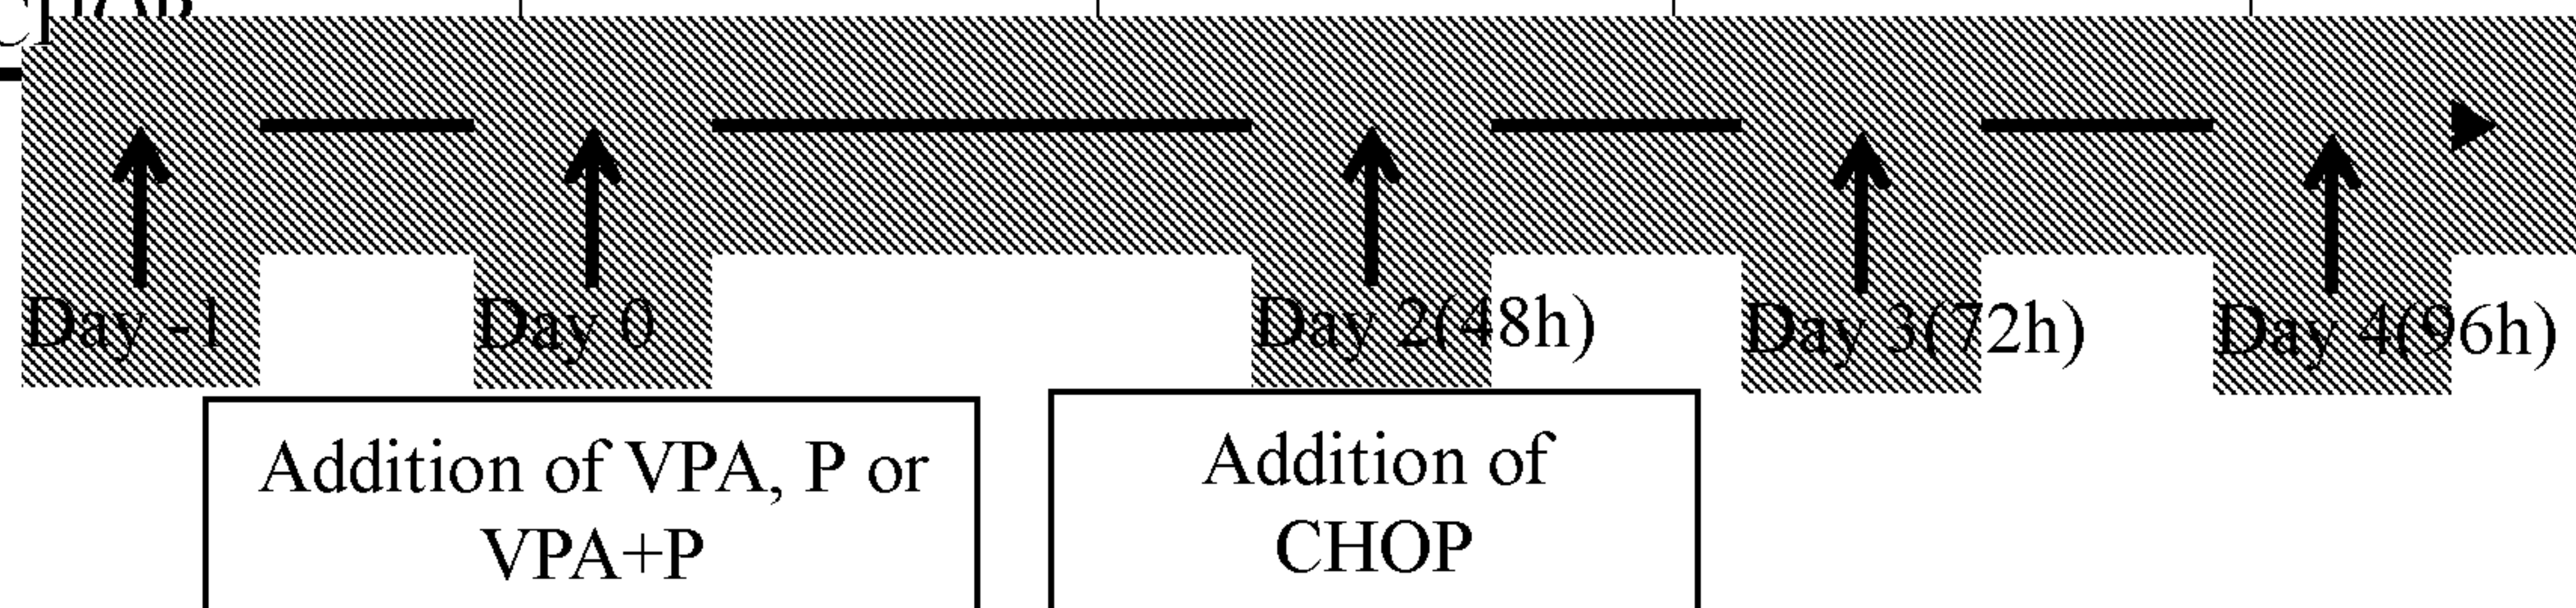 Day -1 Day 0 Day 2(48h) Day 3(72h) Day 4(96h)
Addition of VPA, P or
VPA+P
Addition of
CHOP